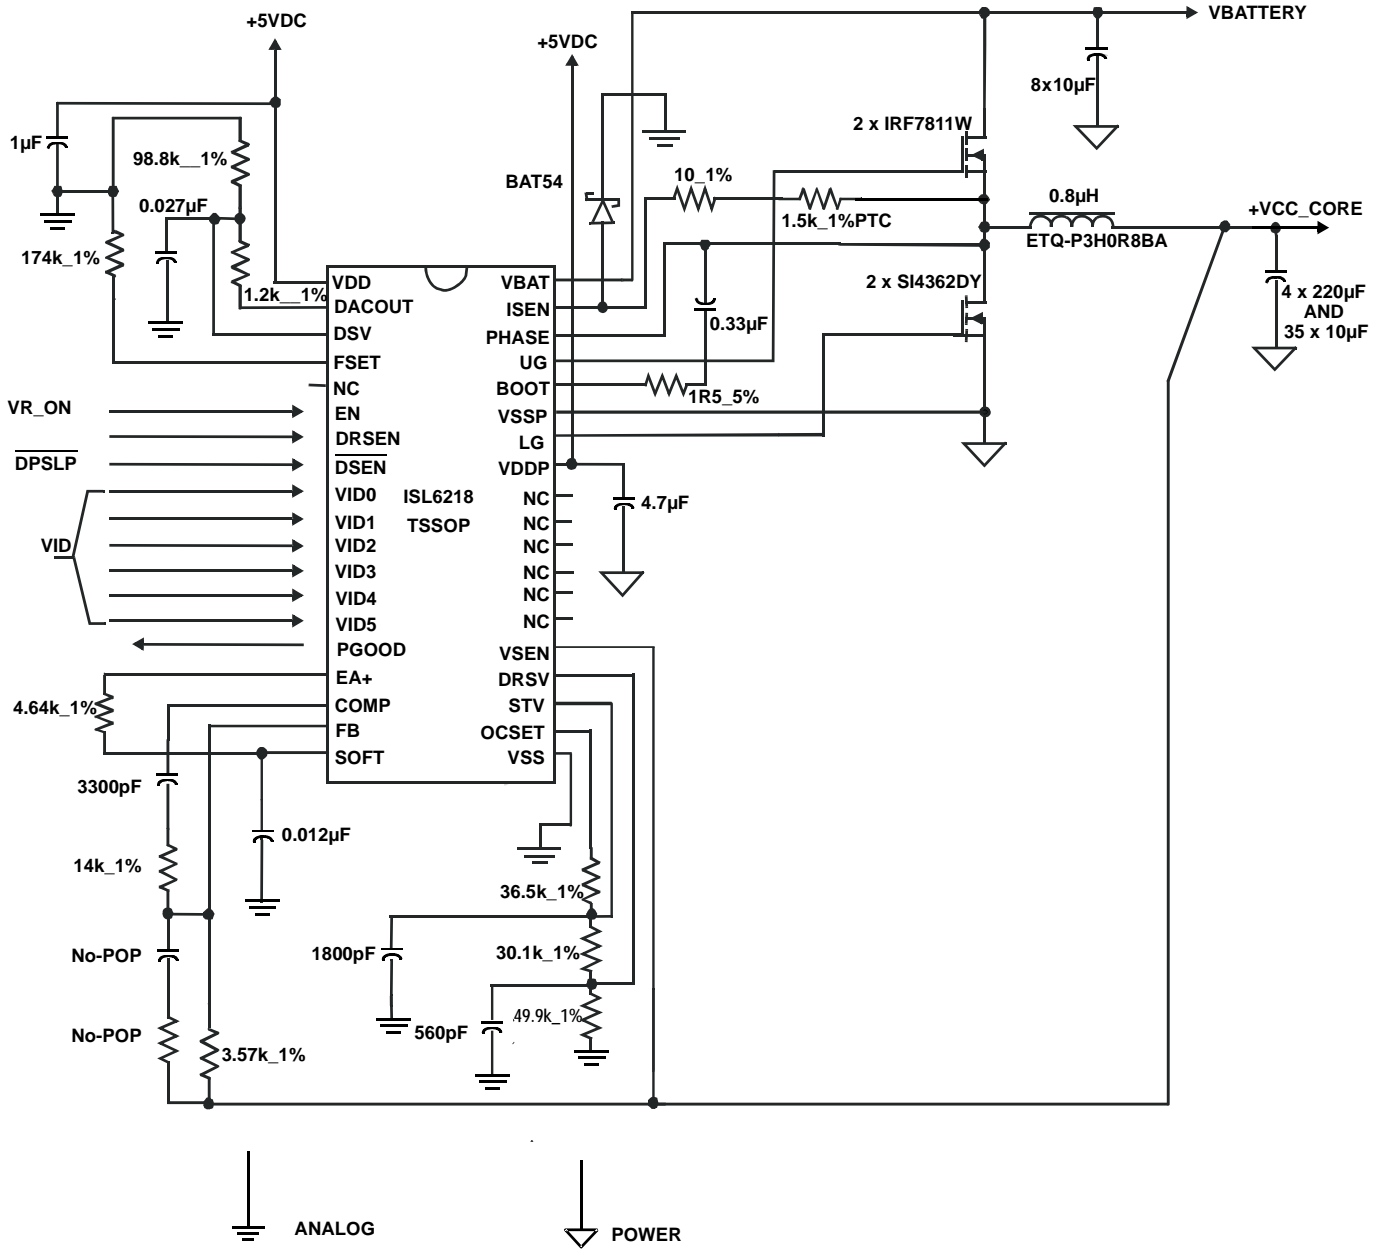 +5VDC
+5VDC
VBATTERY
8x10µF
1µF
98.8k__1%
0.027µF
174k_1%
1.2k__1%
BAT54
10_1%
1.5k_1%PTC
2 x IRF7811W
0.8µH
ETQ-P3H0R8BA
+VCC_CORE
2 x SI4362DY
4 x 220µF
AND
35 x 10µF
0.33µF
1R5_5%
4.7µF
VDD
DACOUT
DSV
FSET
NC
EN
DRSEN
DSEN
VID0
VID1
VID2
VID3
VID4
VID5
PGOOD
EA+
COMP
FB
SOFT
ISL6218
TSSOP
VBAT
ISEN
PHASE
UG
BOOT
VSSP
LG
VDDP
NC
NC
NC
NC
NC
NC
VSEN
DRSV
STV
OCSET
VSS
VR_ON
DPSLP
VID
4.64k_1%
3300pF
0.012µF
14k_1%
No-POP
No-POP
3.57k_1%
36.5k_1%
1800pF
30.1k_1%
560pF
49.9k_1%
ANALOG
POWER